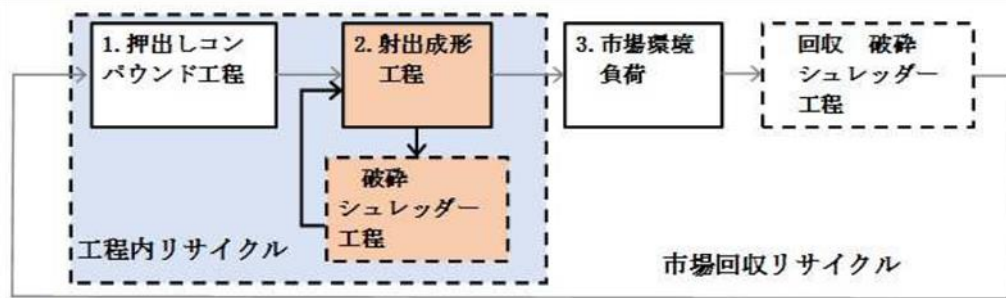 1.押出しコン
パウンド工程
2.射出成形
工程
3.市場環境
負荷
回収　破砕
シュレッダー
工程
破砕
シュレッダー
工程
工程内リサイクル
市場回収リサイクル